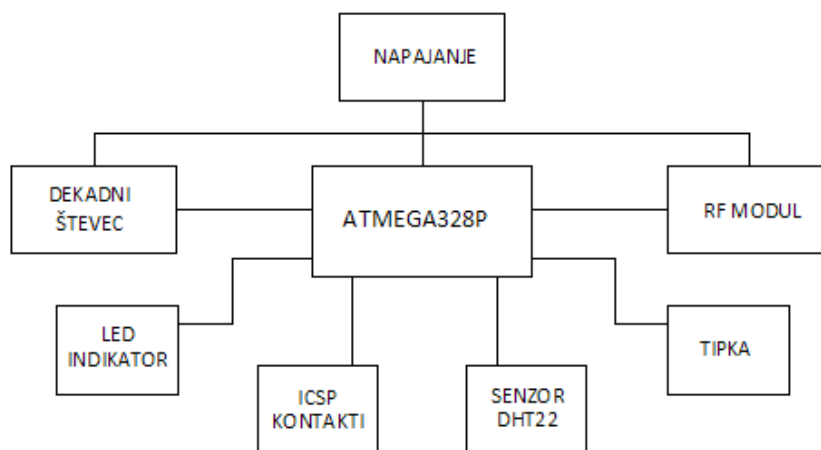 NAPAJANJE
DEKADNI
ŠTEVEC
ATMEGA328P
RF MODUL
LED
INDIKATOR
TIPKA
ICSP
KONTAKTI
SENZOR
DHT22